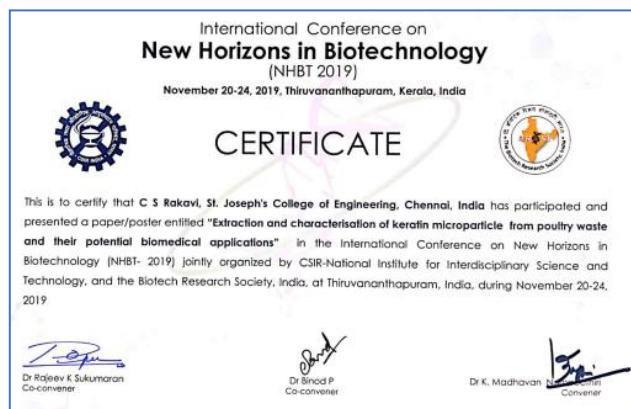 International Conference on
New Horizons in Biotechnology
(NHBT 2019)
November 20-24, 2019, Thiruvananthapuram, Kerala, India
CERTIFICATE
This is to certify that C S Rakavi, St. Joseph's College of Engineering, Chennai, India has participated and
presented a paper/poster entitled "Extraction and characterisation of keratin microparticle from poultry waste
and their potential biomedical applications" in the International Conference on New Horizons in
Biotechnology (NHBT- 2019) jointly organized by CSIR-National Institute for Interdisciplinary Science and
Technology, and the Biotech Research Society, India, at Thiruvananthapuram, India, during November 20-24,
2019
Dr Rajeev K Sukumaran
Co-convener
Dr Binod P
Co-convener
Dr K. Madhavan
Convener